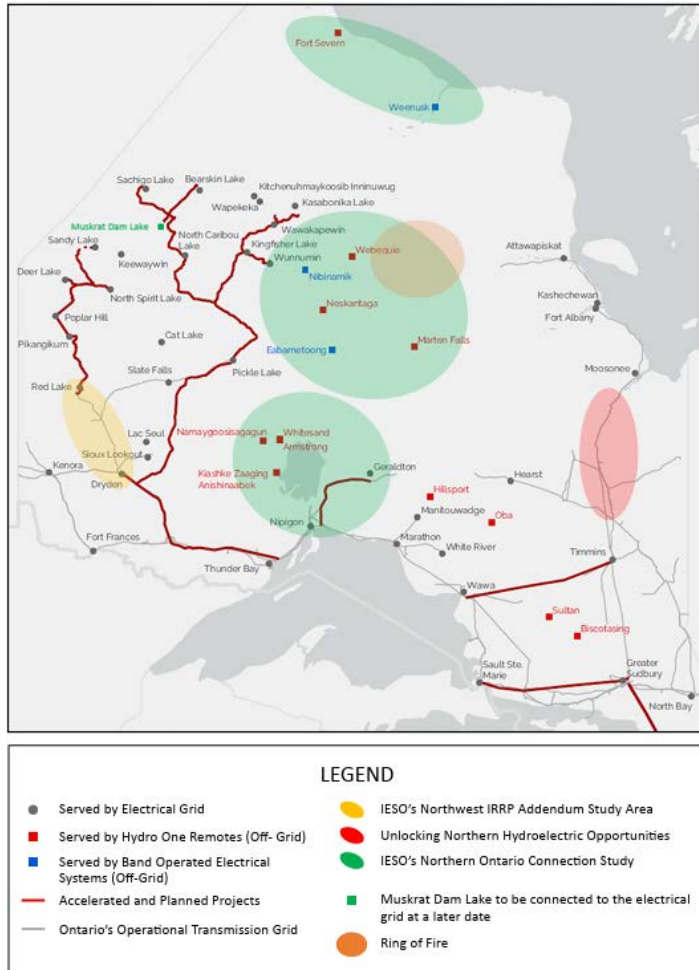 Fort Severn
Weenusk
Sachigo Lake
Bearskin Lake
Kitchenuhmaykoosib Inninuwug
Wapekeka
Kasabonika Lake
Muskrat Dam Lake
North Caribou
Lake
Wawakapewin
Sandy Lake
Keewaywin
Kingfisher Lake
Wunnumin
Webequie
Attawapiskat
Nibinamik
Deer Lake
North Spirit Lake
Kashechewan
Fort Albany
Neskantaga
Poplar Hill
Pikangikum
Cat Lake
Eabametoong
Marten Falls
Slate Falls
Pickle Lake
Moosonee
Red Lake
Lac Seul
Namaygoosisagagun
Whitesand
Armstrong
Sioux Lookout
Kenora
Dryden
Kiashke Zaaging
Anishinaabek
Geraldton
Hearst
Hillsport
Manitouwadge
Oba
Nipigon
Fort Frances
Marathon
White River
Timmins
Thunder Bay
Wawa
Sultan
Biscotasing
Sault Ste.
Marie
Greater
Sudbury
North Bay
LEGEND
Served by Electrical Grid
Served by Hydro One Remotes (Off- Grid)
Served by Band Operated Electrical
Systems (Off-Grid)
Accelerated and Planned Projects
Ontario's Operational Transmission Grid
IESO's Northwest IRRP Addendum Study Area
Unlocking Northern Hydroelectric Opportunities
IESO's Northern Ontario Connection Study
Muskrat Dam Lake to be connected to the electrical
grid at a later date
Ring of Fire